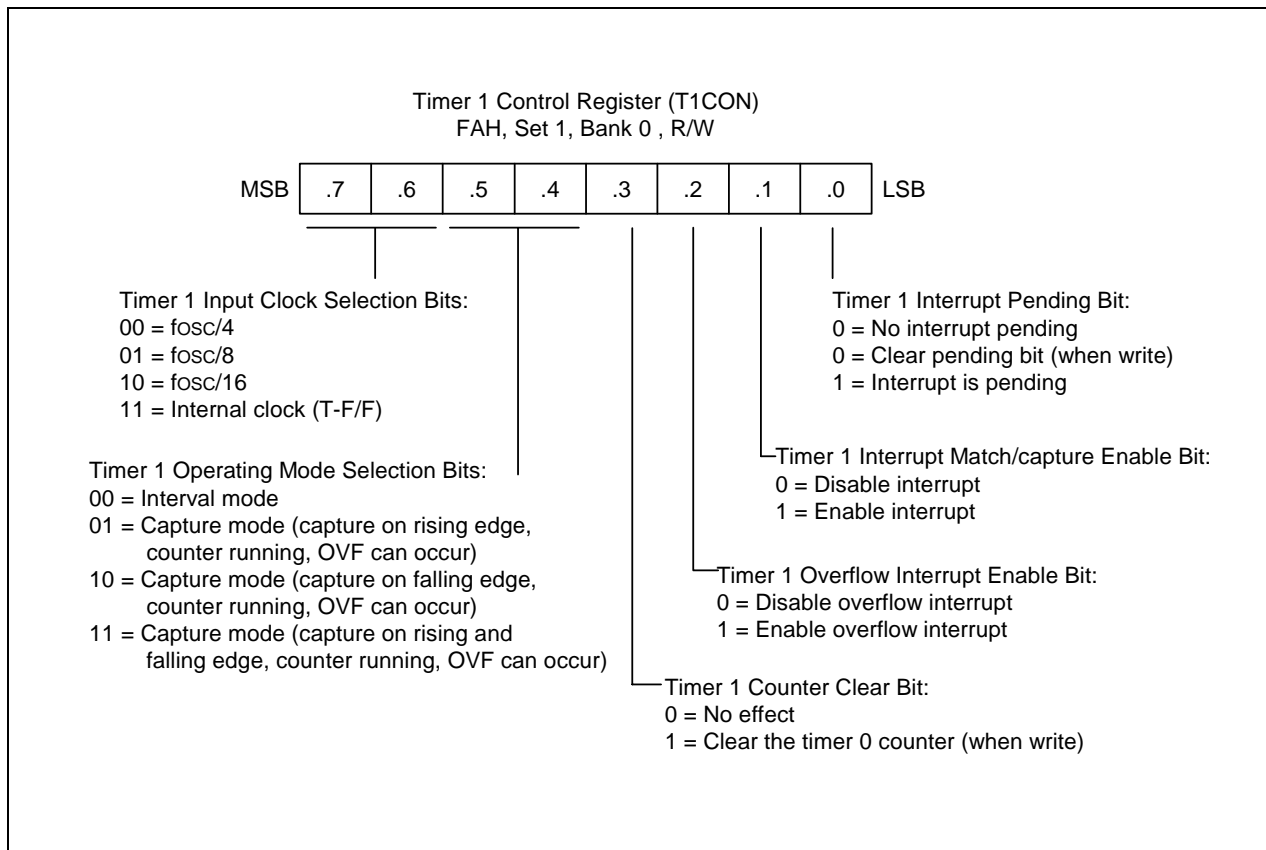 Timer 1 Control Register (T1CON)
FAH, Set 1, Bank 0 , R/W
MSB .7 .6 .5 .4 .3 .2 .1 .0 LSB
Timer 1 Input Clock Selection Bits:
00 = fOSC/4
01 = fOSC/8
10 = fOSC/16
11 = Internal clock (T-F/F)
Timer 1 Operating Mode Selection Bits:
00 = Interval mode
01 = Capture mode (capture on rising edge,
counter running, OVF can occur)
10 = Capture mode (capture on falling edge,
counter running, OVF can occur)
11 = Capture mode (capture on rising and
falling edge, counter running, OVF can occur)
Timer 1 Interrupt Pending Bit:
0 = No interrupt pending
0 = Clear pending bit (when write)
1 = Interrupt is pending
Timer 1 Interrupt Match/capture Enable Bit:
0 = Disable interrupt
1 = Enable interrupt
Timer 1 Overflow Interrupt Enable Bit:
0 = Disable overflow interrupt
1 = Enable overflow interrupt
Timer 1 Counter Clear Bit:
0 = No effect
1 = Clear the timer 0 counter (when write)